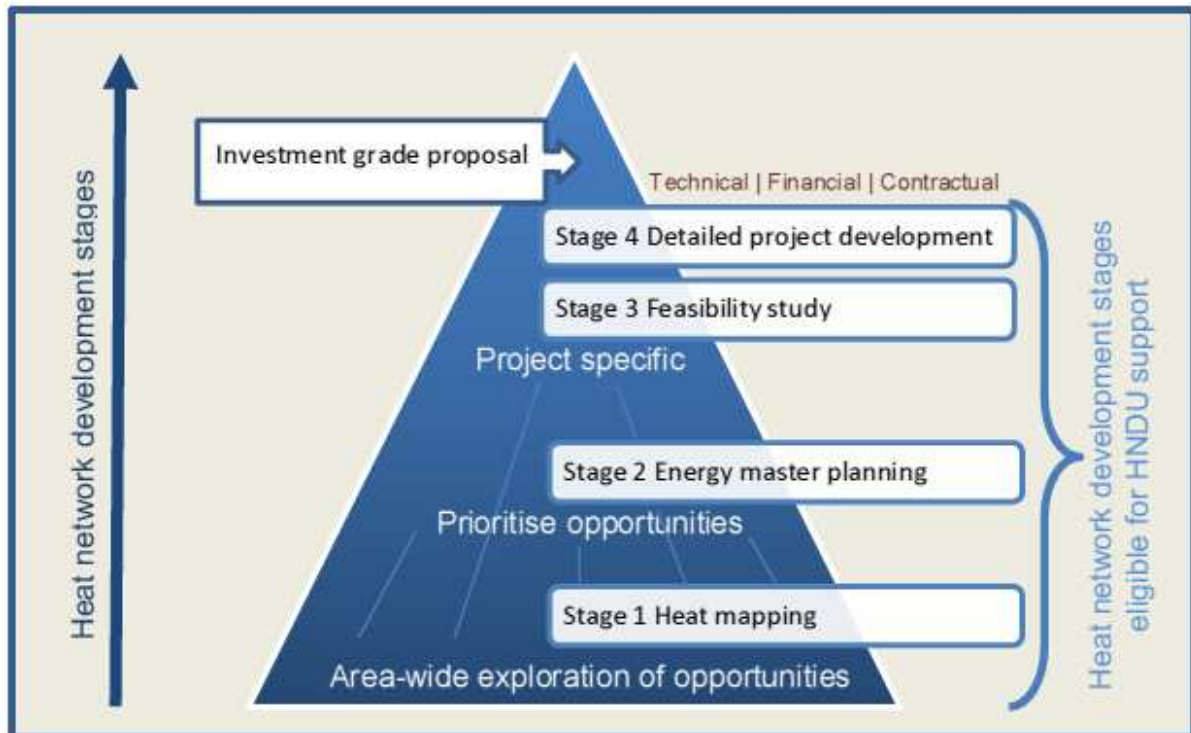 Heat network development stages
Investment grade proposal
Technical | Financial | Contractual
Stage 4 Detailed project development
Stage 3 Feasibility study
Project specific
Stage 2 Energy master planning
Prioritise opportunities
Stage 1 Heat mapping
Area-wide exploration of opportunities
Heat network development stages
eligible for HNDU support